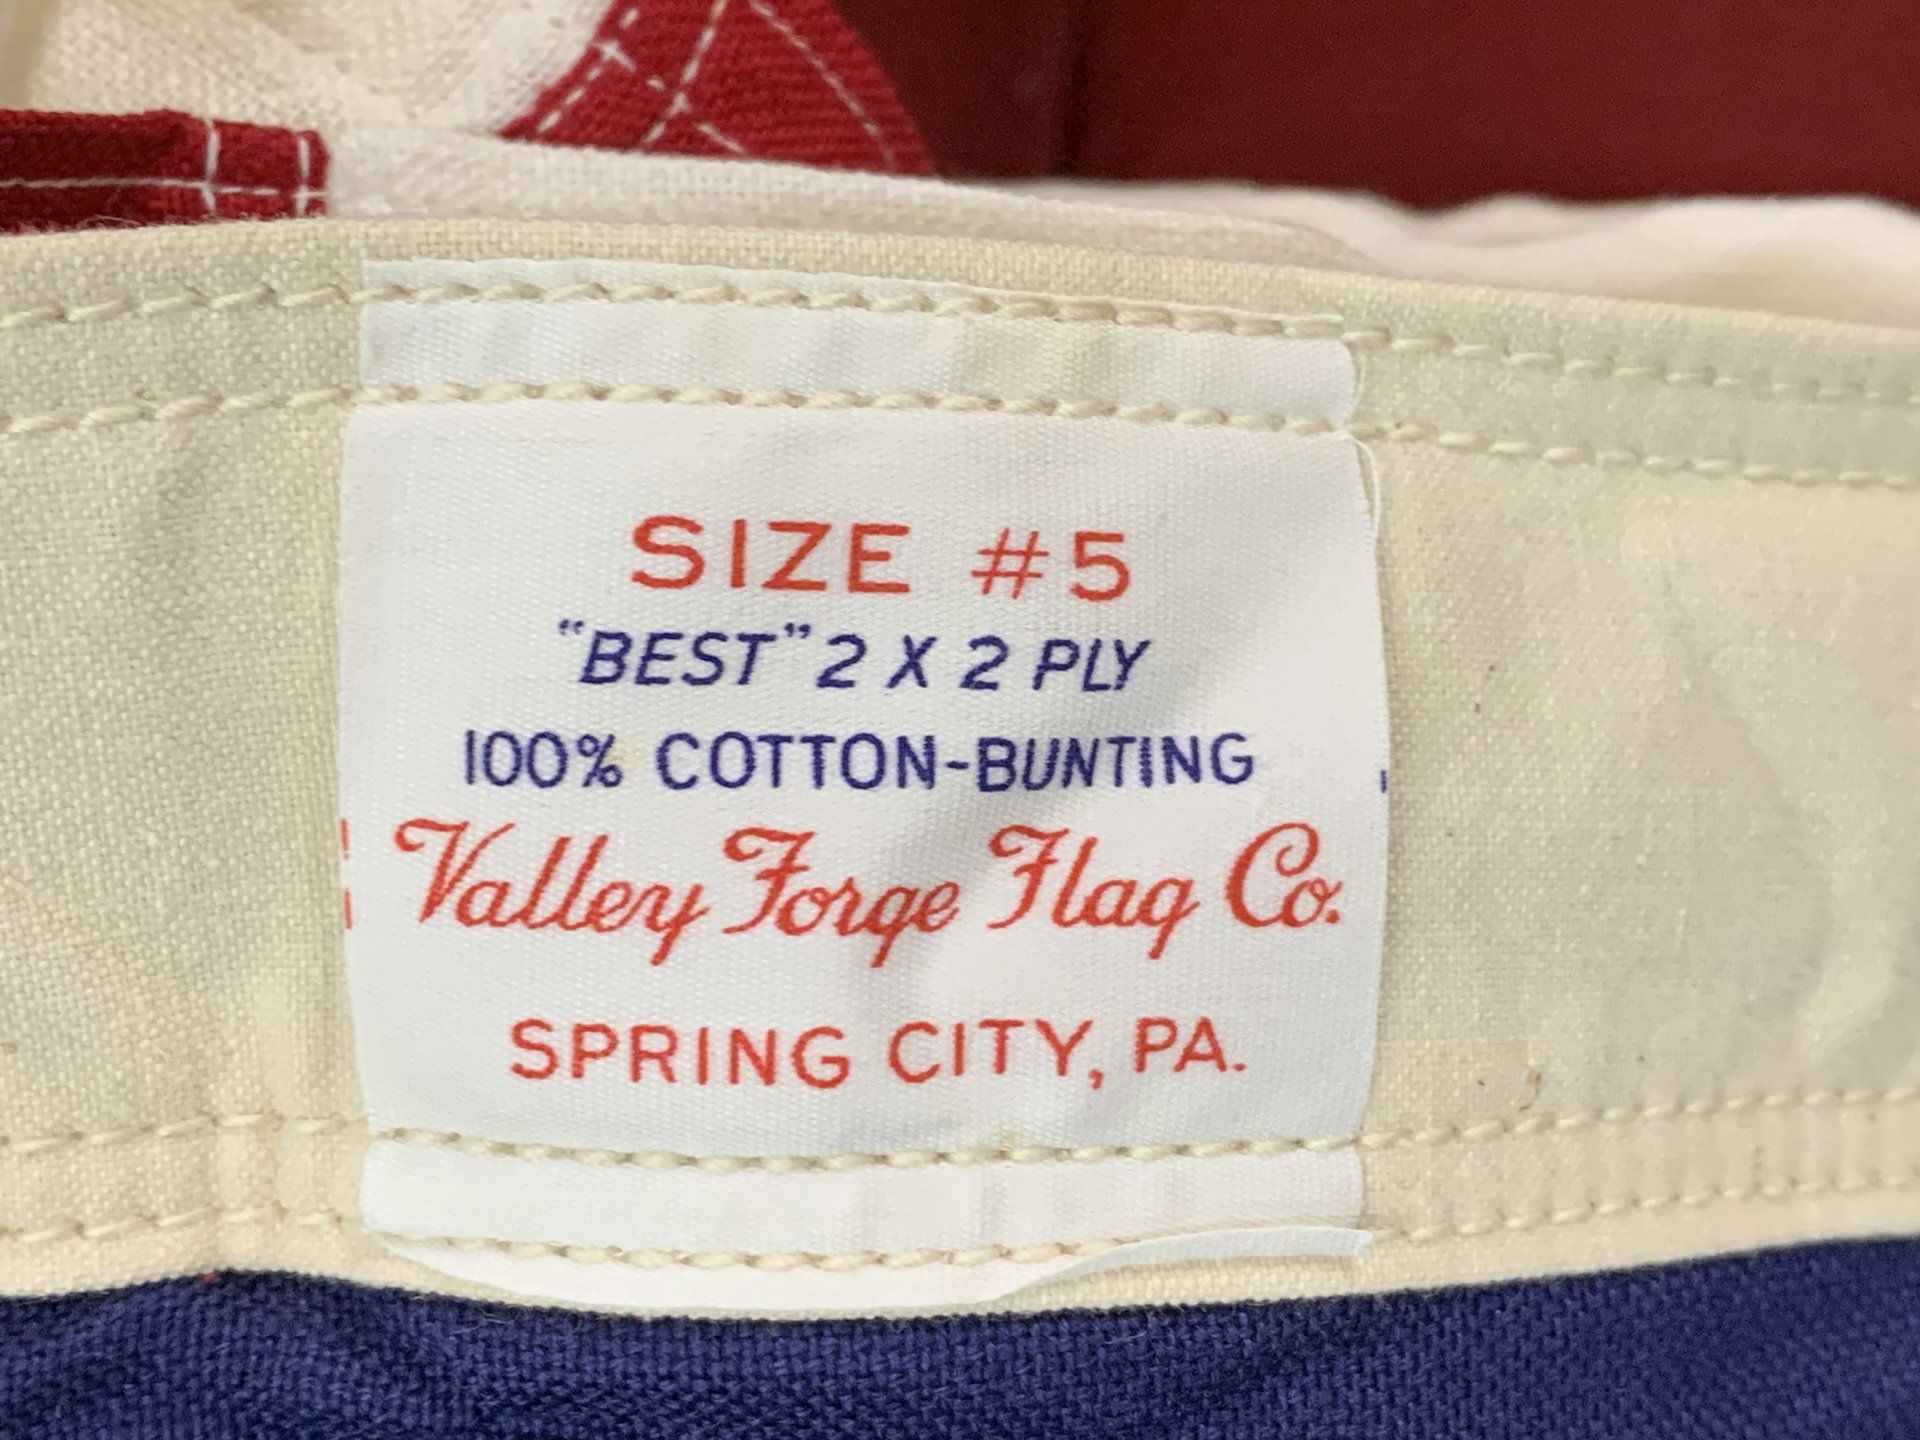 SIZE #5
"BEST" 2 X 2 PLY
100% COTTON-BUNTING
Valley Forge Flag Co.
SPRING CITY, PA.